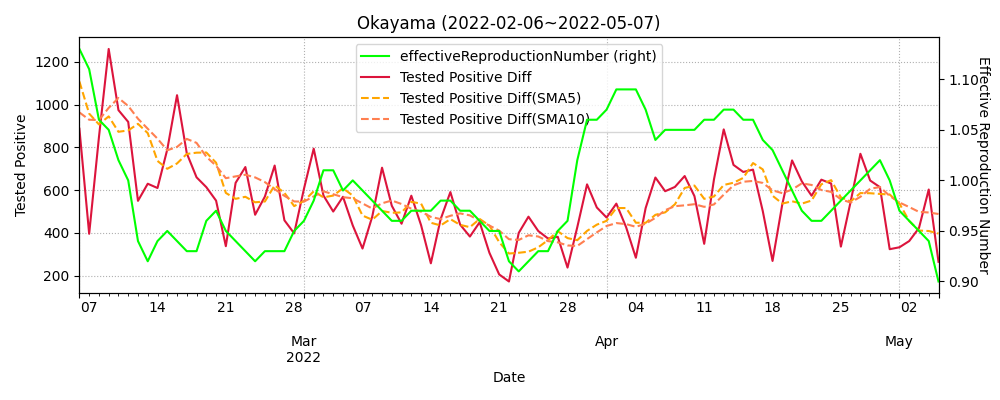 Okayama (2022-02-06~2022-05-07)
effectiveReproductionNumber (right)
Tested Positive Diff
Tested Positive Diff(SMA5)
Tested Positive Diff(SMA10)
Tested Positive
1200
1000
800
600
400
200
Effective Reproduction Number
1.10
1.05
1.00
0.95
0.90
07 14 21 28 07 14 21 28 04 11 18 25 02
Mar Apr May
2022
Date